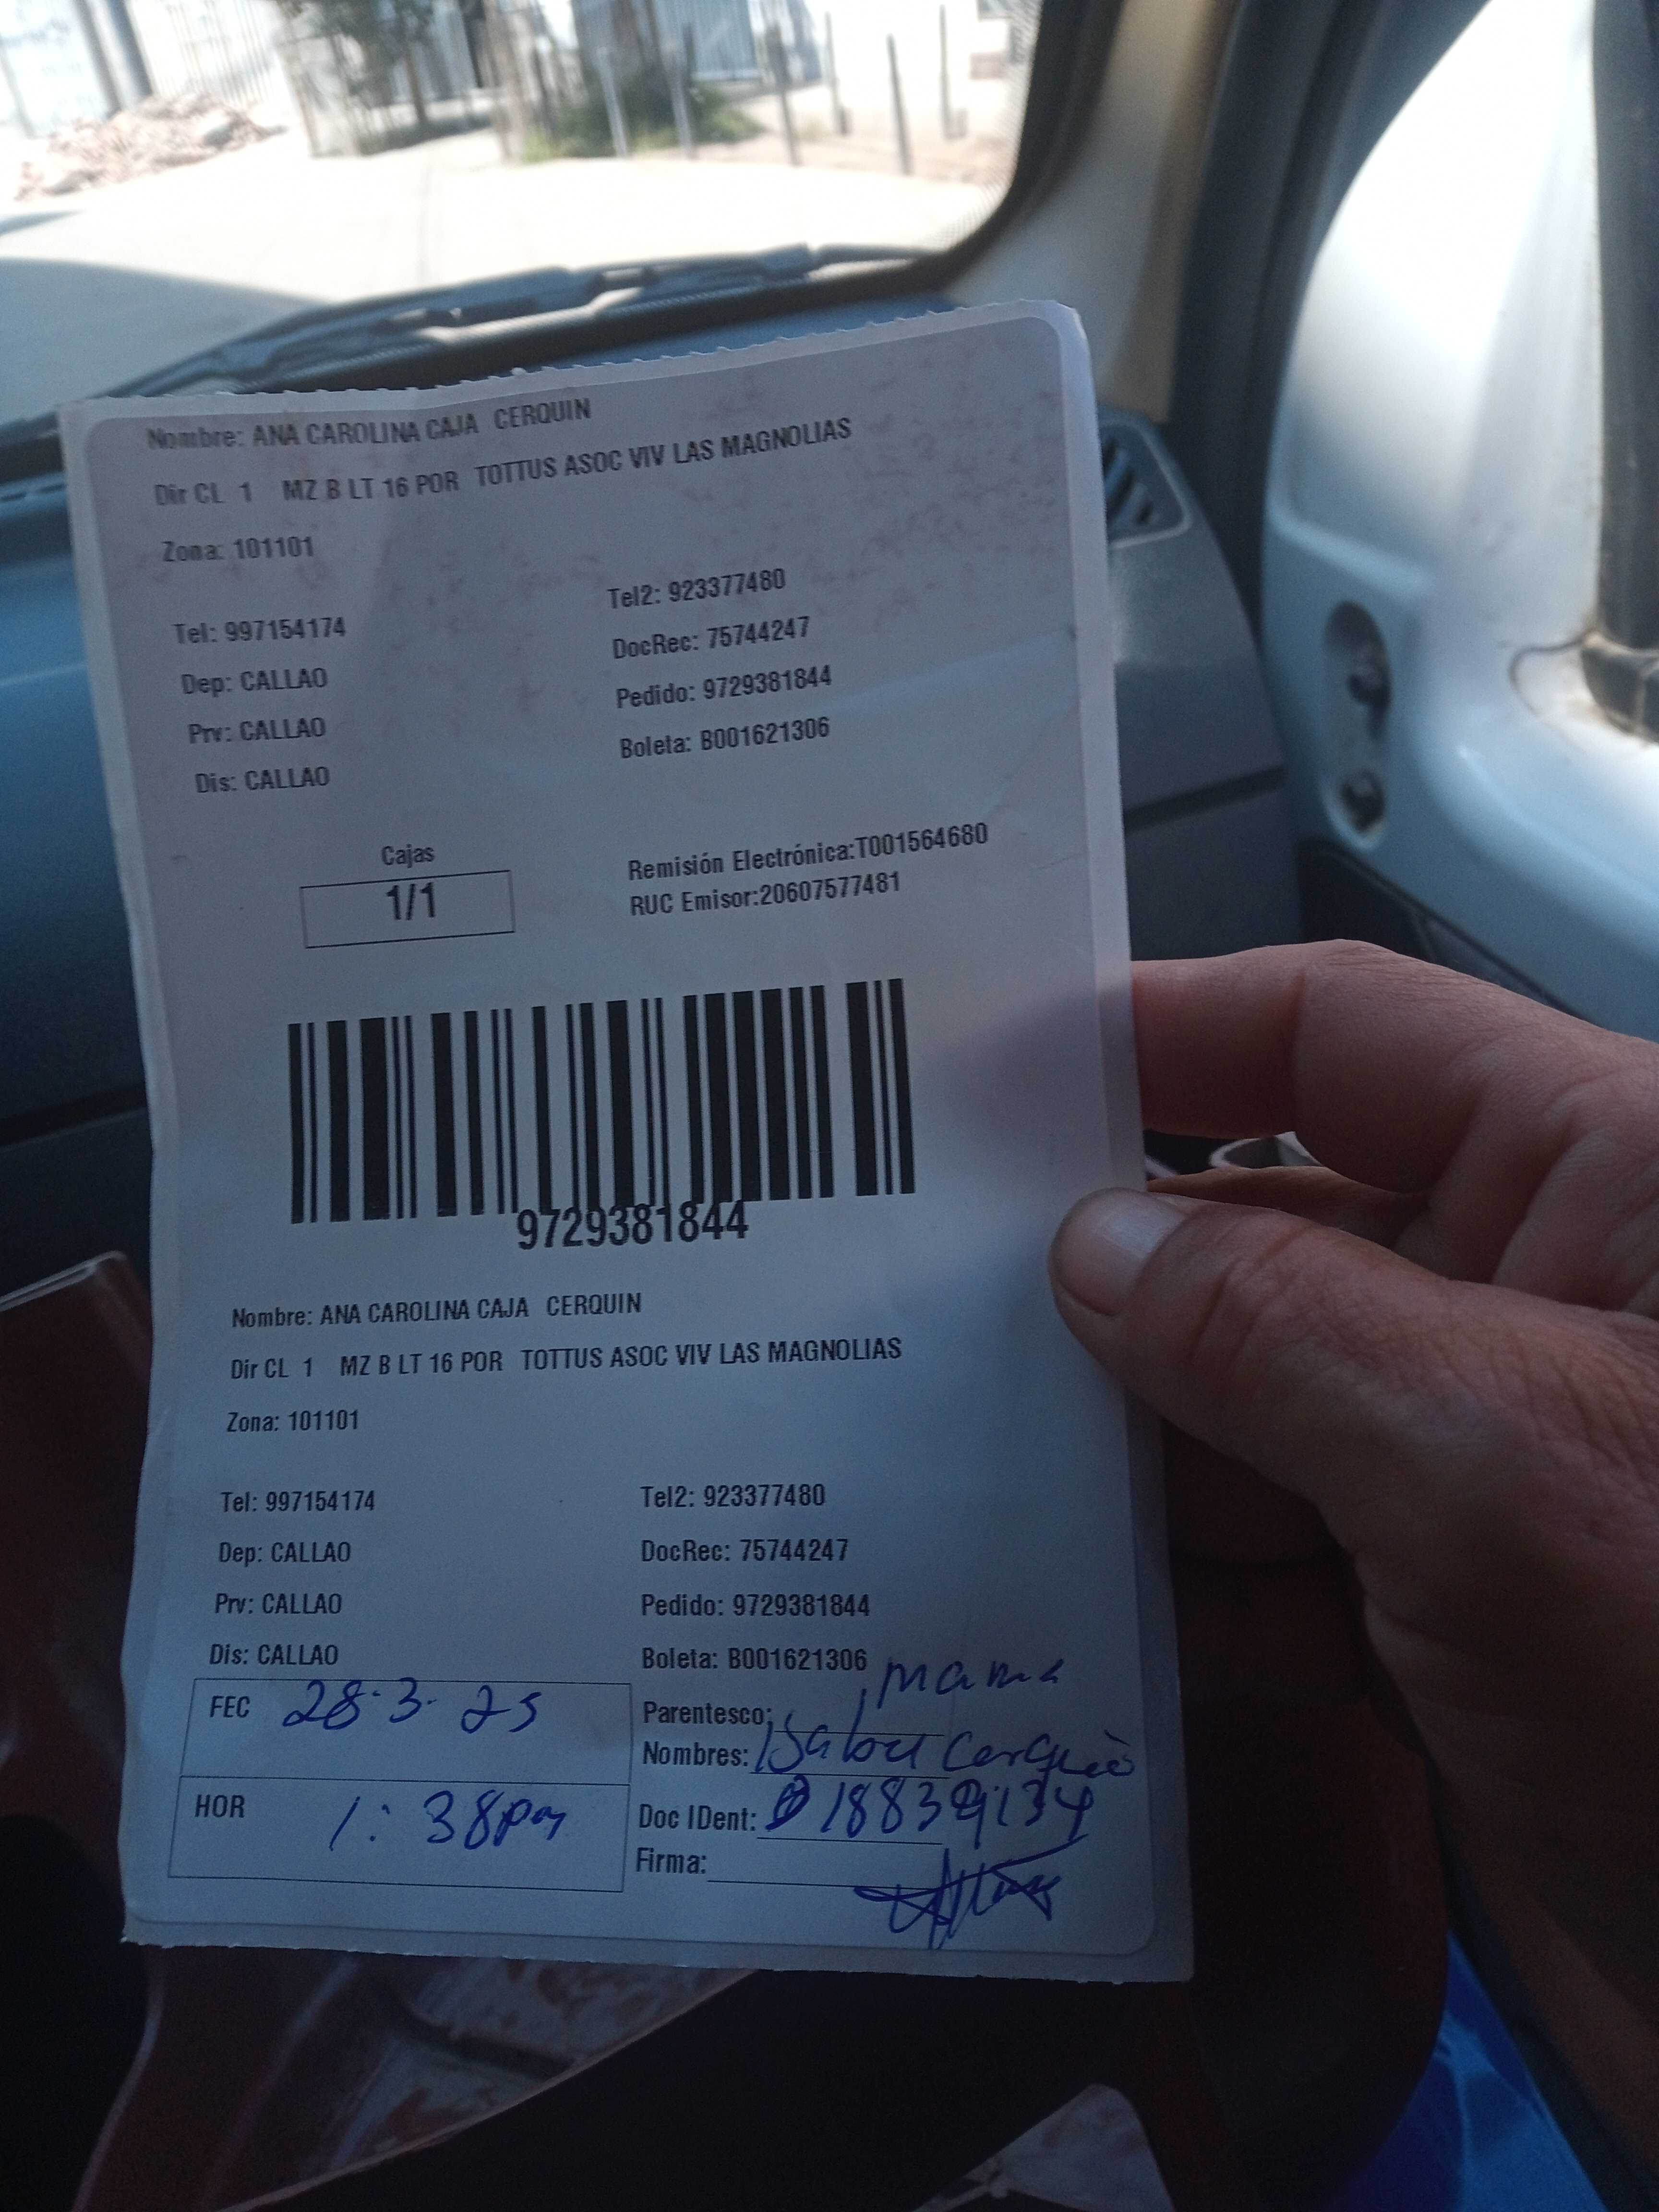 Nombre: ANA CAROLINA CAJA CERQUIN
Dir CL 1 MZ B LT 16 POR TOTTUS ASOC VIV LAS MAGNOLIAS
Zona: 101101
Tel: 997154174 Tel2: 923377480
Dep: CALLAO DocRec: 75744247
Prv: CALLAO Pedido: 9729381844
Dis: CALLAO Boleta: B001621306
Cajas
1/1
Remisión Electrónica:T001564680
RUC Emisor:20607577481
9729381844
Nombre: ANA CAROLINA CAJA CERQUIN
Dir CL 1 MZ B LT 16 POR TOTTUS ASOC VIV LAS MAGNOLIAS
Zona: 101101
Tel: 997154174 Tel2: 923377480
Dep: CALLAO DocRec: 75744247
Prv: CALLAO Pedido: 9729381844
Dis: CALLAO Boleta: B001621306
FEC 28.3.25
HOR 1:38pm
Parentesco: mama
Nombres: Isabel
Doc IDent: 18839134
Firma: